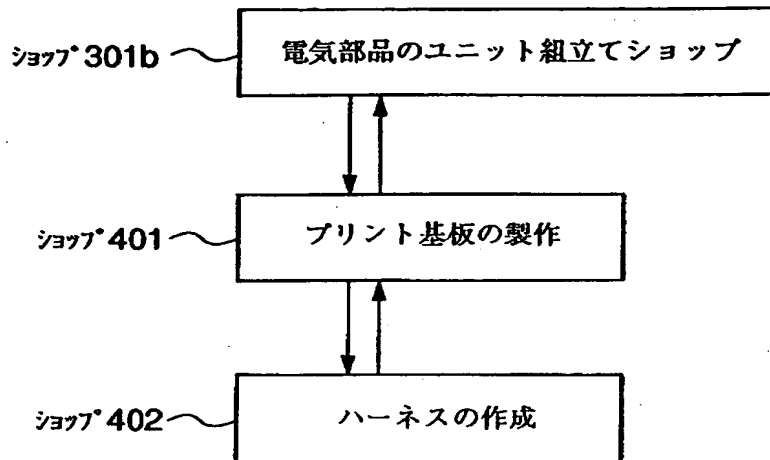 ショップ301b 電気部品のユニット組立てショップ
ショップ401 プリント基板の製作
ショップ402 ハーネスの作成